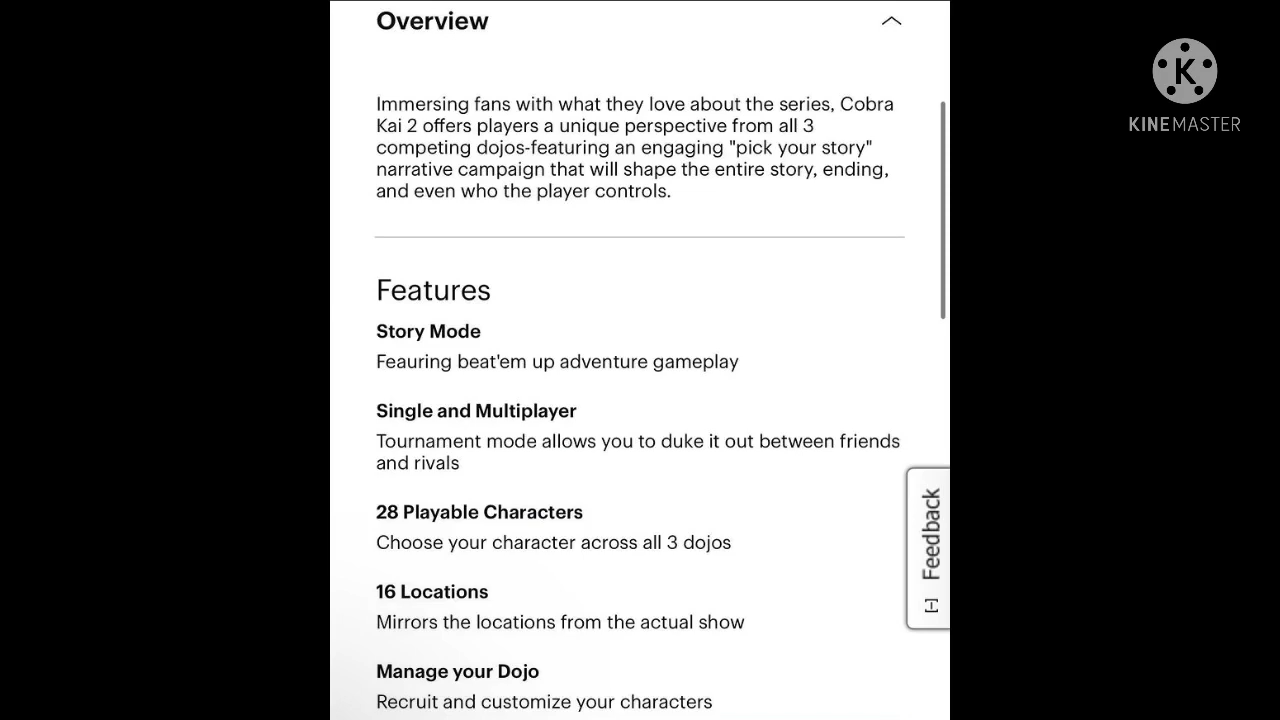 Overview
Immersing fans with what they love about the series, Cobra
Kai 2 offers players a unique perspective from all 3
competing dojos-featuring an engaging "pick your story"
narrative campaign that will shape the entire story, ending,
and even who the player controls.
Features
Story Mode
Feauring beat'em up adventure gameplay
Single and Multiplayer
Tournament mode allows you to duke it out between friends
and rivals
28 Playable Characters
Choose your character across all 3 dojos
16 Locations
Mirrors the locations from the actual show
Manage your Dojo
Recruit and customize your characters
[-] Feedback
K
KINEMASTER